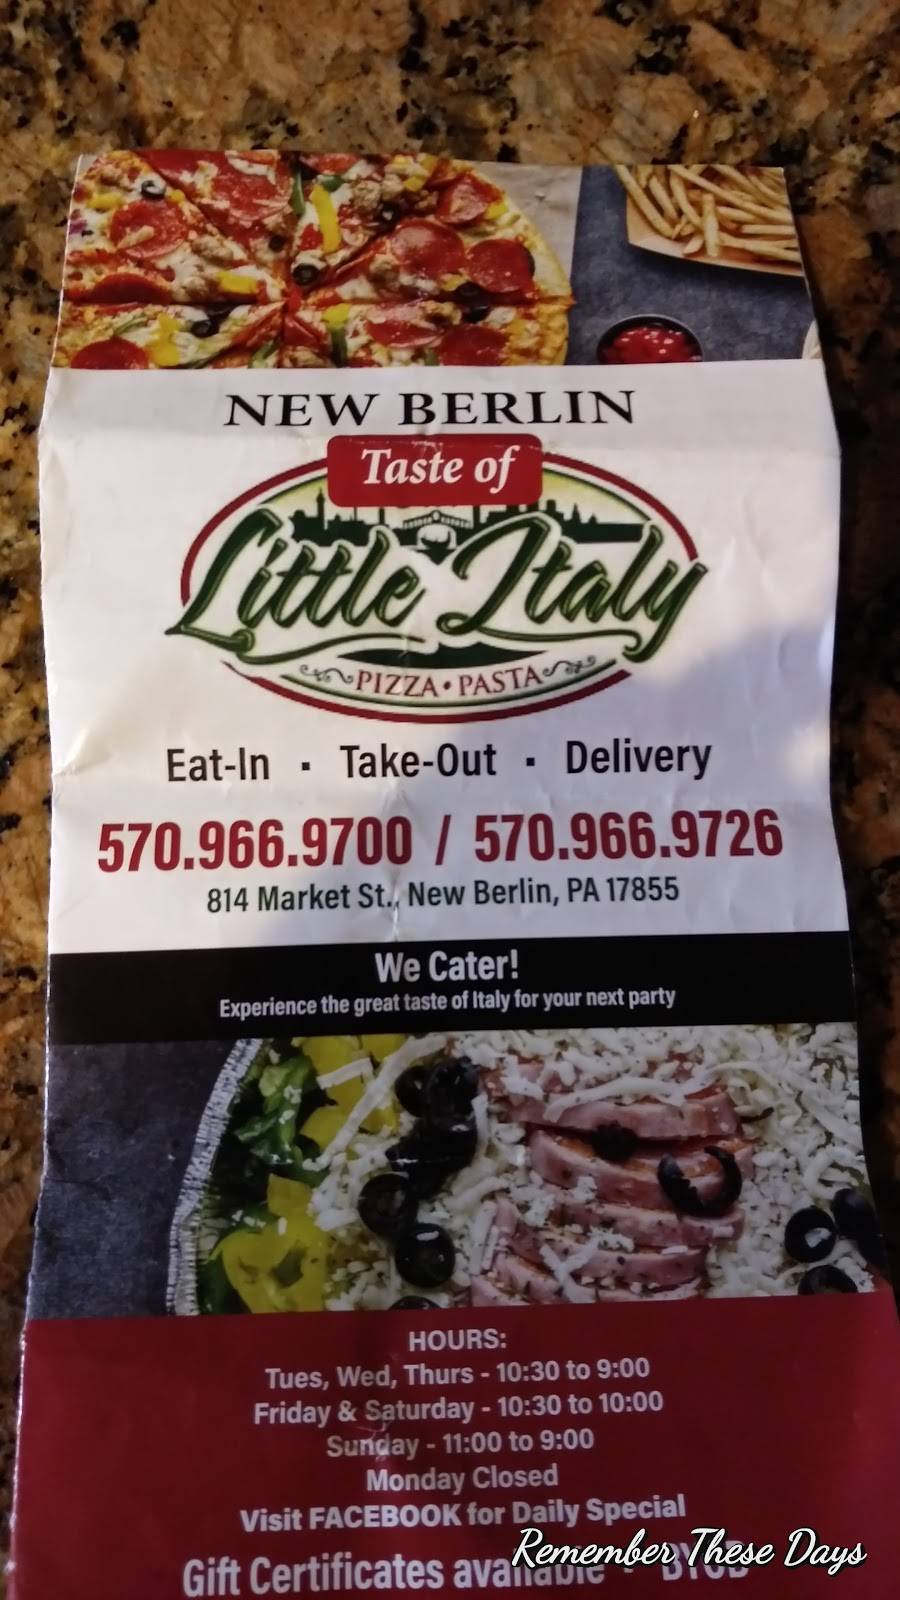 NEW BERLIN
Taste of
Little Italy
PIZZA • PASTA
Eat-In ▪ Take-Out ▪ Delivery
570.966.9700 / 570.966.9726
814 Market St., New Berlin, PA 17855
We Cater!
Experience the great taste of Italy for your next party
HOURS:
Tues, Wed, Thurs - 10:30 to 9:00
Friday & Saturday - 10:30 to 10:00
Sunday - 11:00 to 9:00
Monday Closed
Visit FACEBOOK for Daily Special
Gift Certificates available
Remember These Days